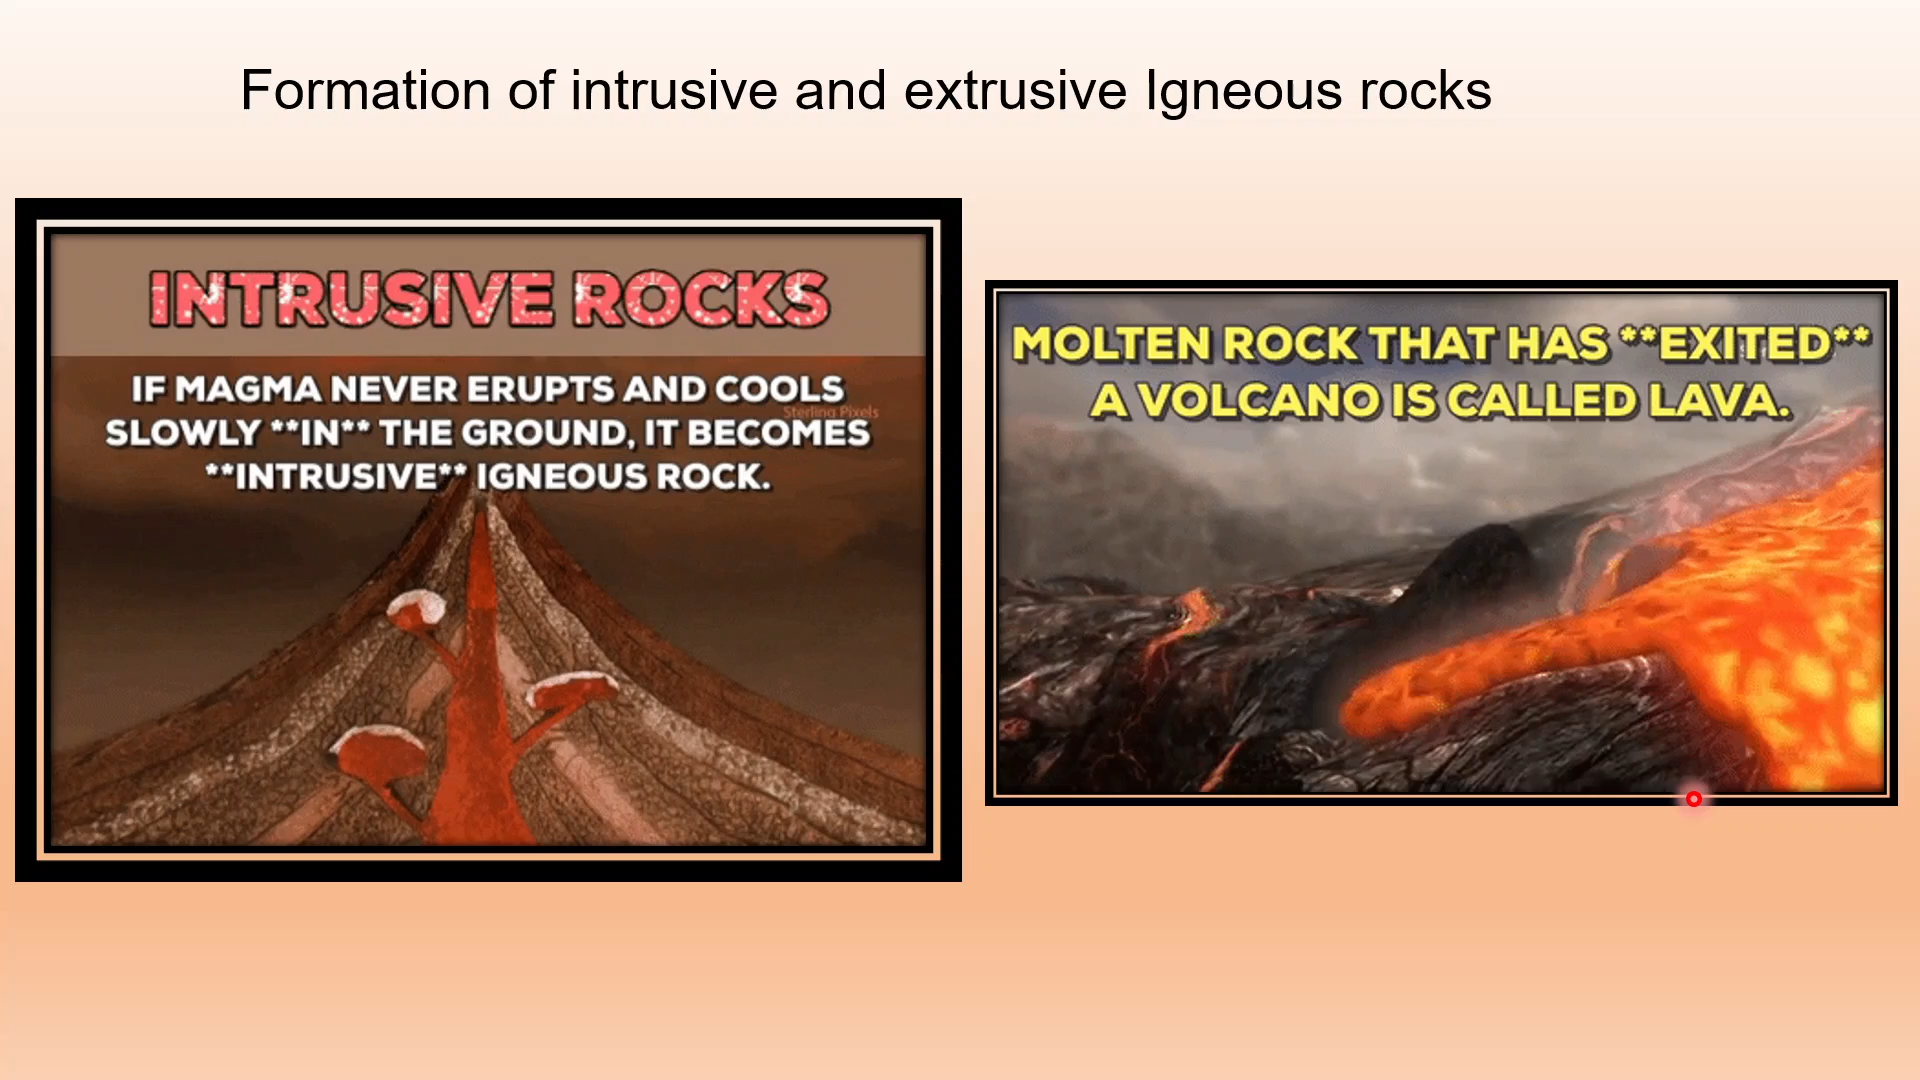 Formation of intrusive and extrusive Igneous rocks
INTRUSIVE ROCKS
IF MAGMA NEVER ERUPTS AND COOLS
Sterling Pixels
SLOWLY **IN** THE GROUND, IT BECOMES
**INTRUSIVE** IGNEOUS ROCK.
MOLTEN ROCK THAT HAS **EXITED**
A VOLCANO IS CALLED LAVA.